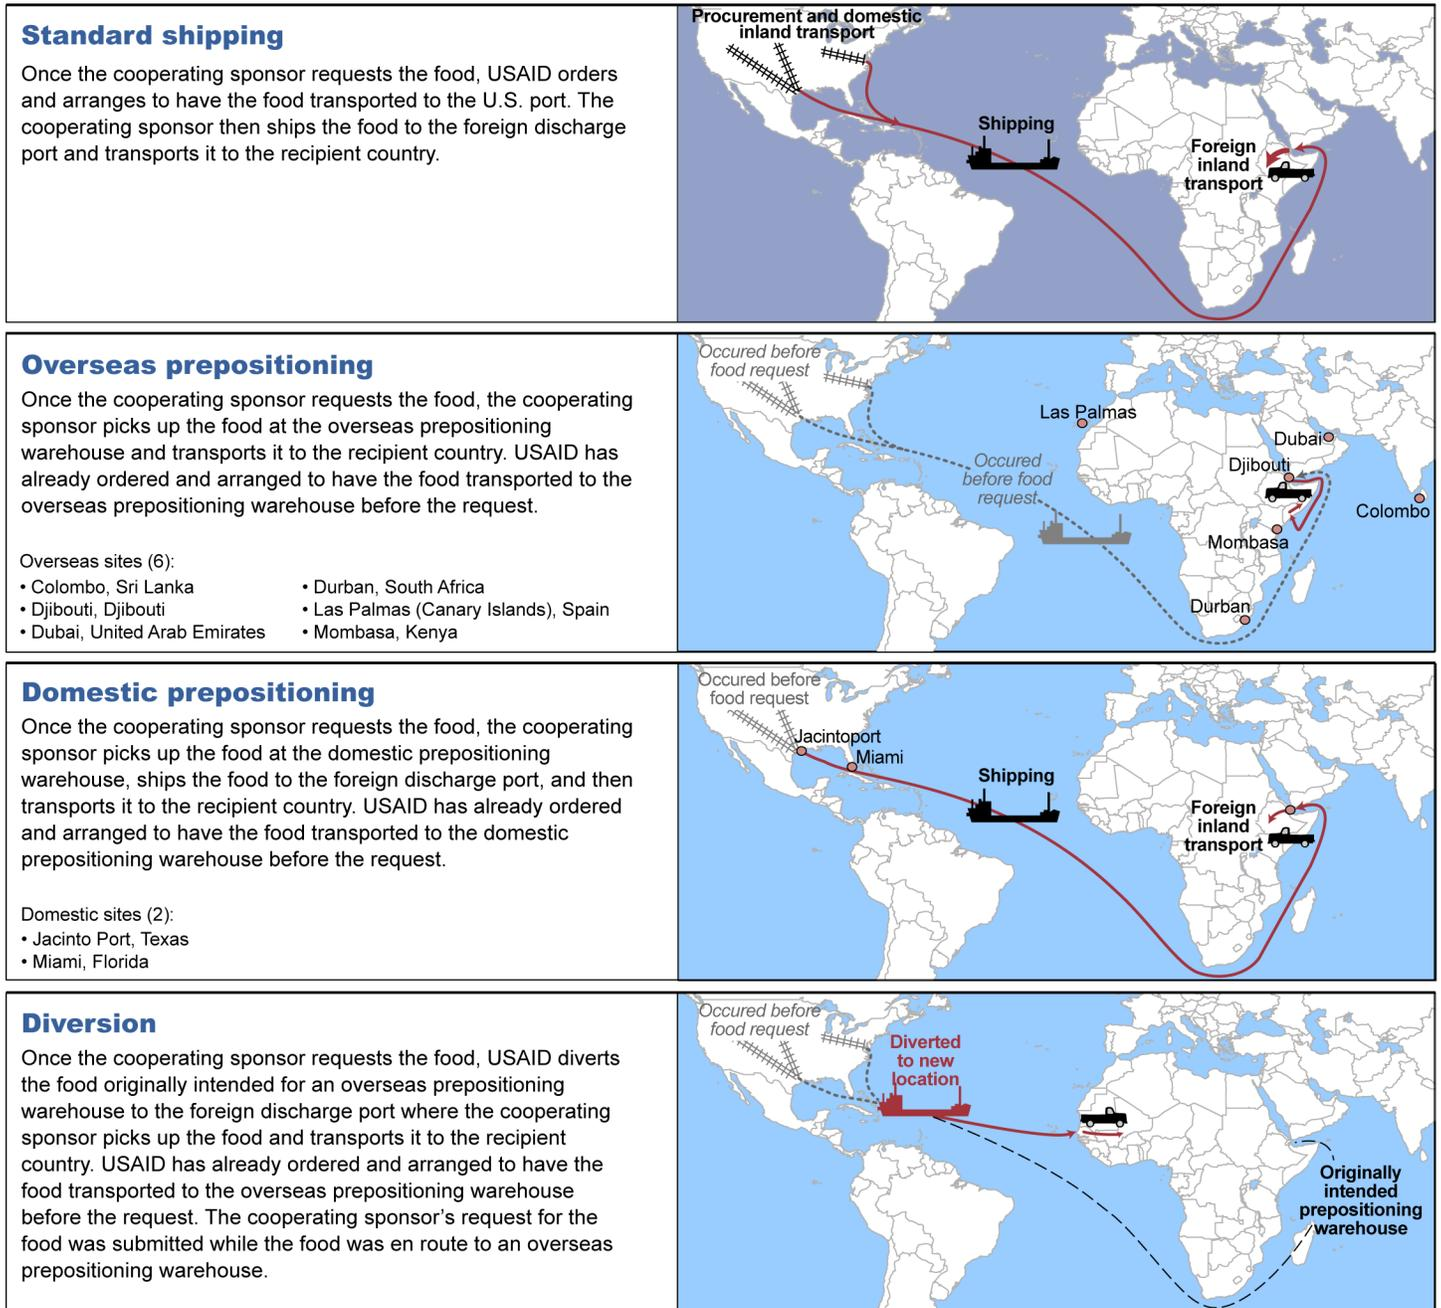 Standard shipping
Once the cooperating sponsor requests the food, USAID orders
and arranges to have the food transported to the U.S. port. The
cooperating sponsor then ships the food to the foreign discharge
port and transports it to the recipient country.
Procurement and domestic
inland transport
Shipping
Foreign
inland
transport
Overseas prepositioning
Once the cooperating sponsor requests the food, the cooperating
sponsor picks up the food at the overseas prepositioning
warehouse and transports it to the recipient country. USAID has
already ordered and arranged to have the food transported to the
overseas prepositioning warehouse before the request.
Overseas sites (6):
• Colombo, Sri Lanka
• Djibouti, Djibouti
• Dubai, United Arab Emirates
• Durban, South Africa
• Las Palmas (Canary Islands), Spain
• Mombasa, Kenya
Occured before
food request
Las Palmas
Dubai
Djibouti
Occured
before food
request
Colombo
Mombasa
Durban
Domestic prepositioning
Once the cooperating sponsor requests the food, the cooperating
sponsor picks up the food at the domestic prepositioning
warehouse, ships the food to the foreign discharge port, and then
transports it to the recipient country. USAID has already ordered
and arranged to have the food transported to the domestic
prepositioning warehouse before the request.
Domestic sites (2):
• Jacinto Port, Texas
• Miami, Florida
Occured before
food request
Jacintoport
Miami
Shipping
Foreign
inland
transport
Diversion
Once the cooperating sponsor requests the food, USAID diverts
the food originally intended for an overseas prepositioning
warehouse to the foreign discharge port where the cooperating
sponsor picks up the food and transports it to the recipient
country. USAID has already ordered and arranged to have the
food transported to the overseas prepositioning warehouse
before the request. The cooperating sponsor's request for the
food was submitted while the food was en route to an overseas
prepositioning warehouse.
Occured before
food request
Diverted
to new
location
Originally
intended
prepositioning
warehouse